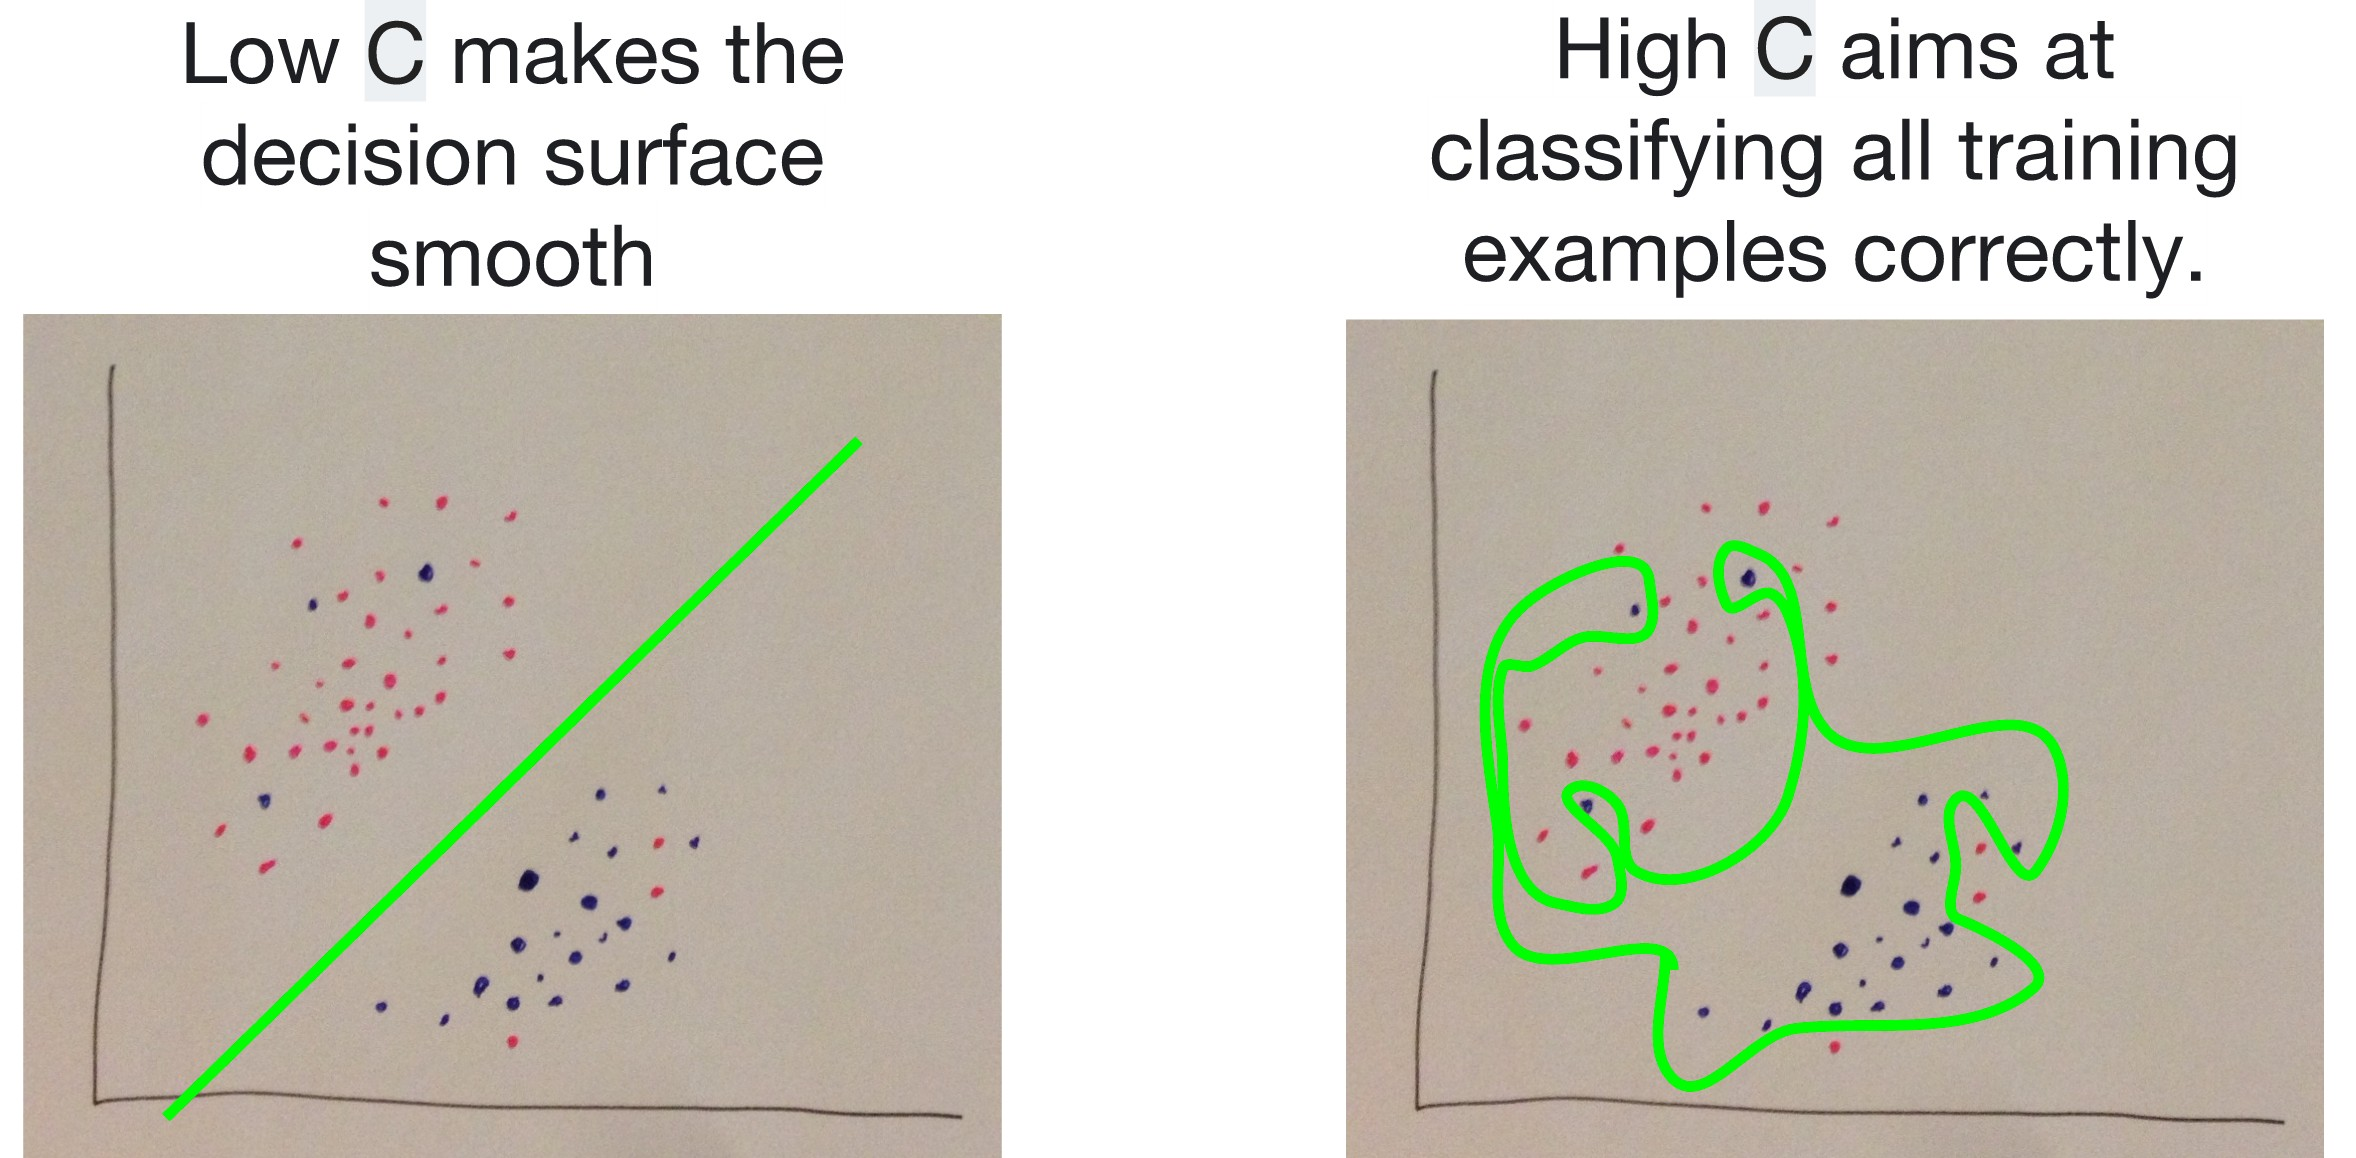 Low C makes the
decision surface
smooth
High C aims at
classifying all training
examples correctly.